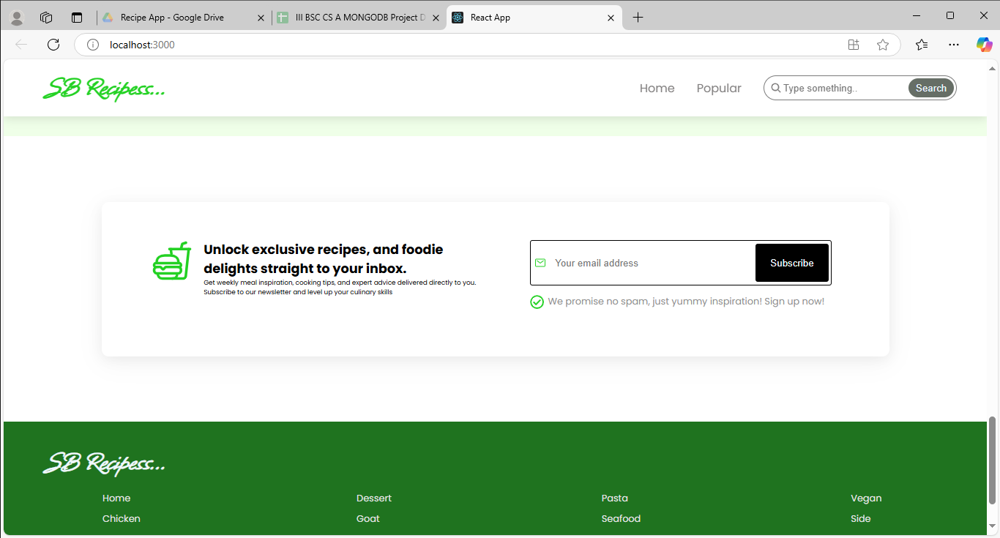 Recipe App - Google Drive
III BSC CS A MONGODB Project D
React App
localhost:3000
SB Recipess...
Home
Popular
Type something..
Search
Unlock exclusive recipes, and foodie
delights straight to your inbox.
Get weekly meal inspiration, cooking tips, and expert advice delivered directly to you.
Subscribe to our newsletter and level up your culinary skills
Your email address
Subscribe
We promise no spam, just yummy inspiration! Sign up now!
SB Recipess...
Home
Dessert
Pasta
Vegan
Chicken
Goat
Seafood
Side